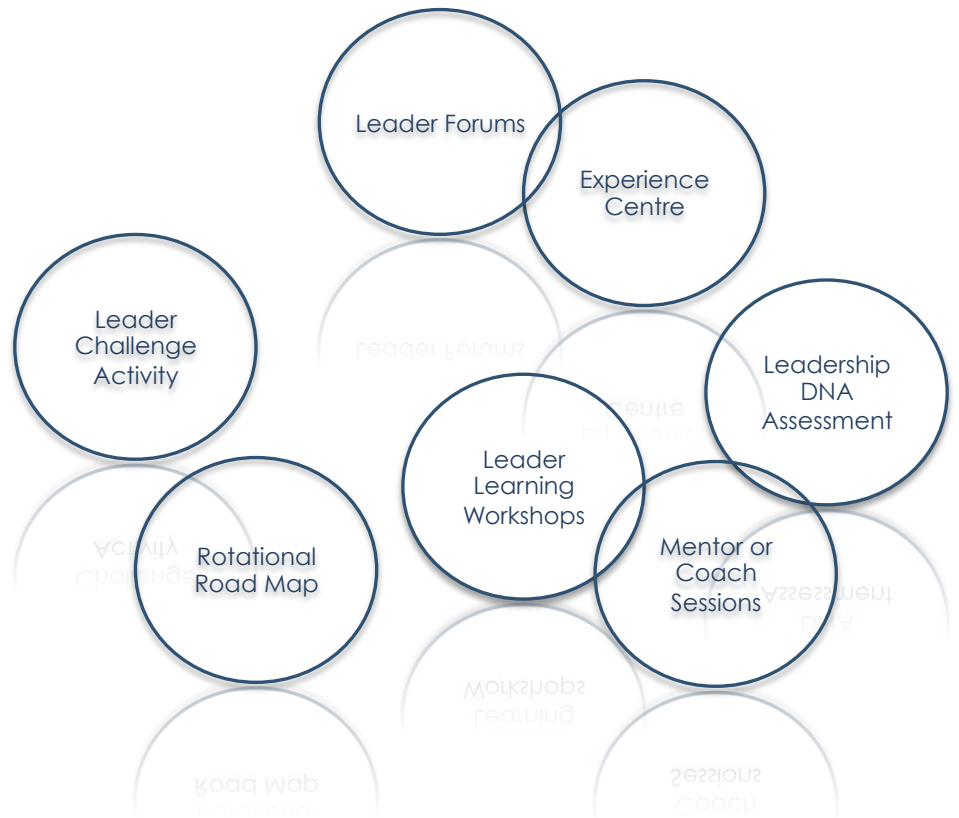 Leader Forums
Experience
Centre
Leader
Challenge
Activity
Leadership
DNA
Assessment
Leader
Learning
Workshops
Rotational
Road Map
Mentor or
Coach
Sessions